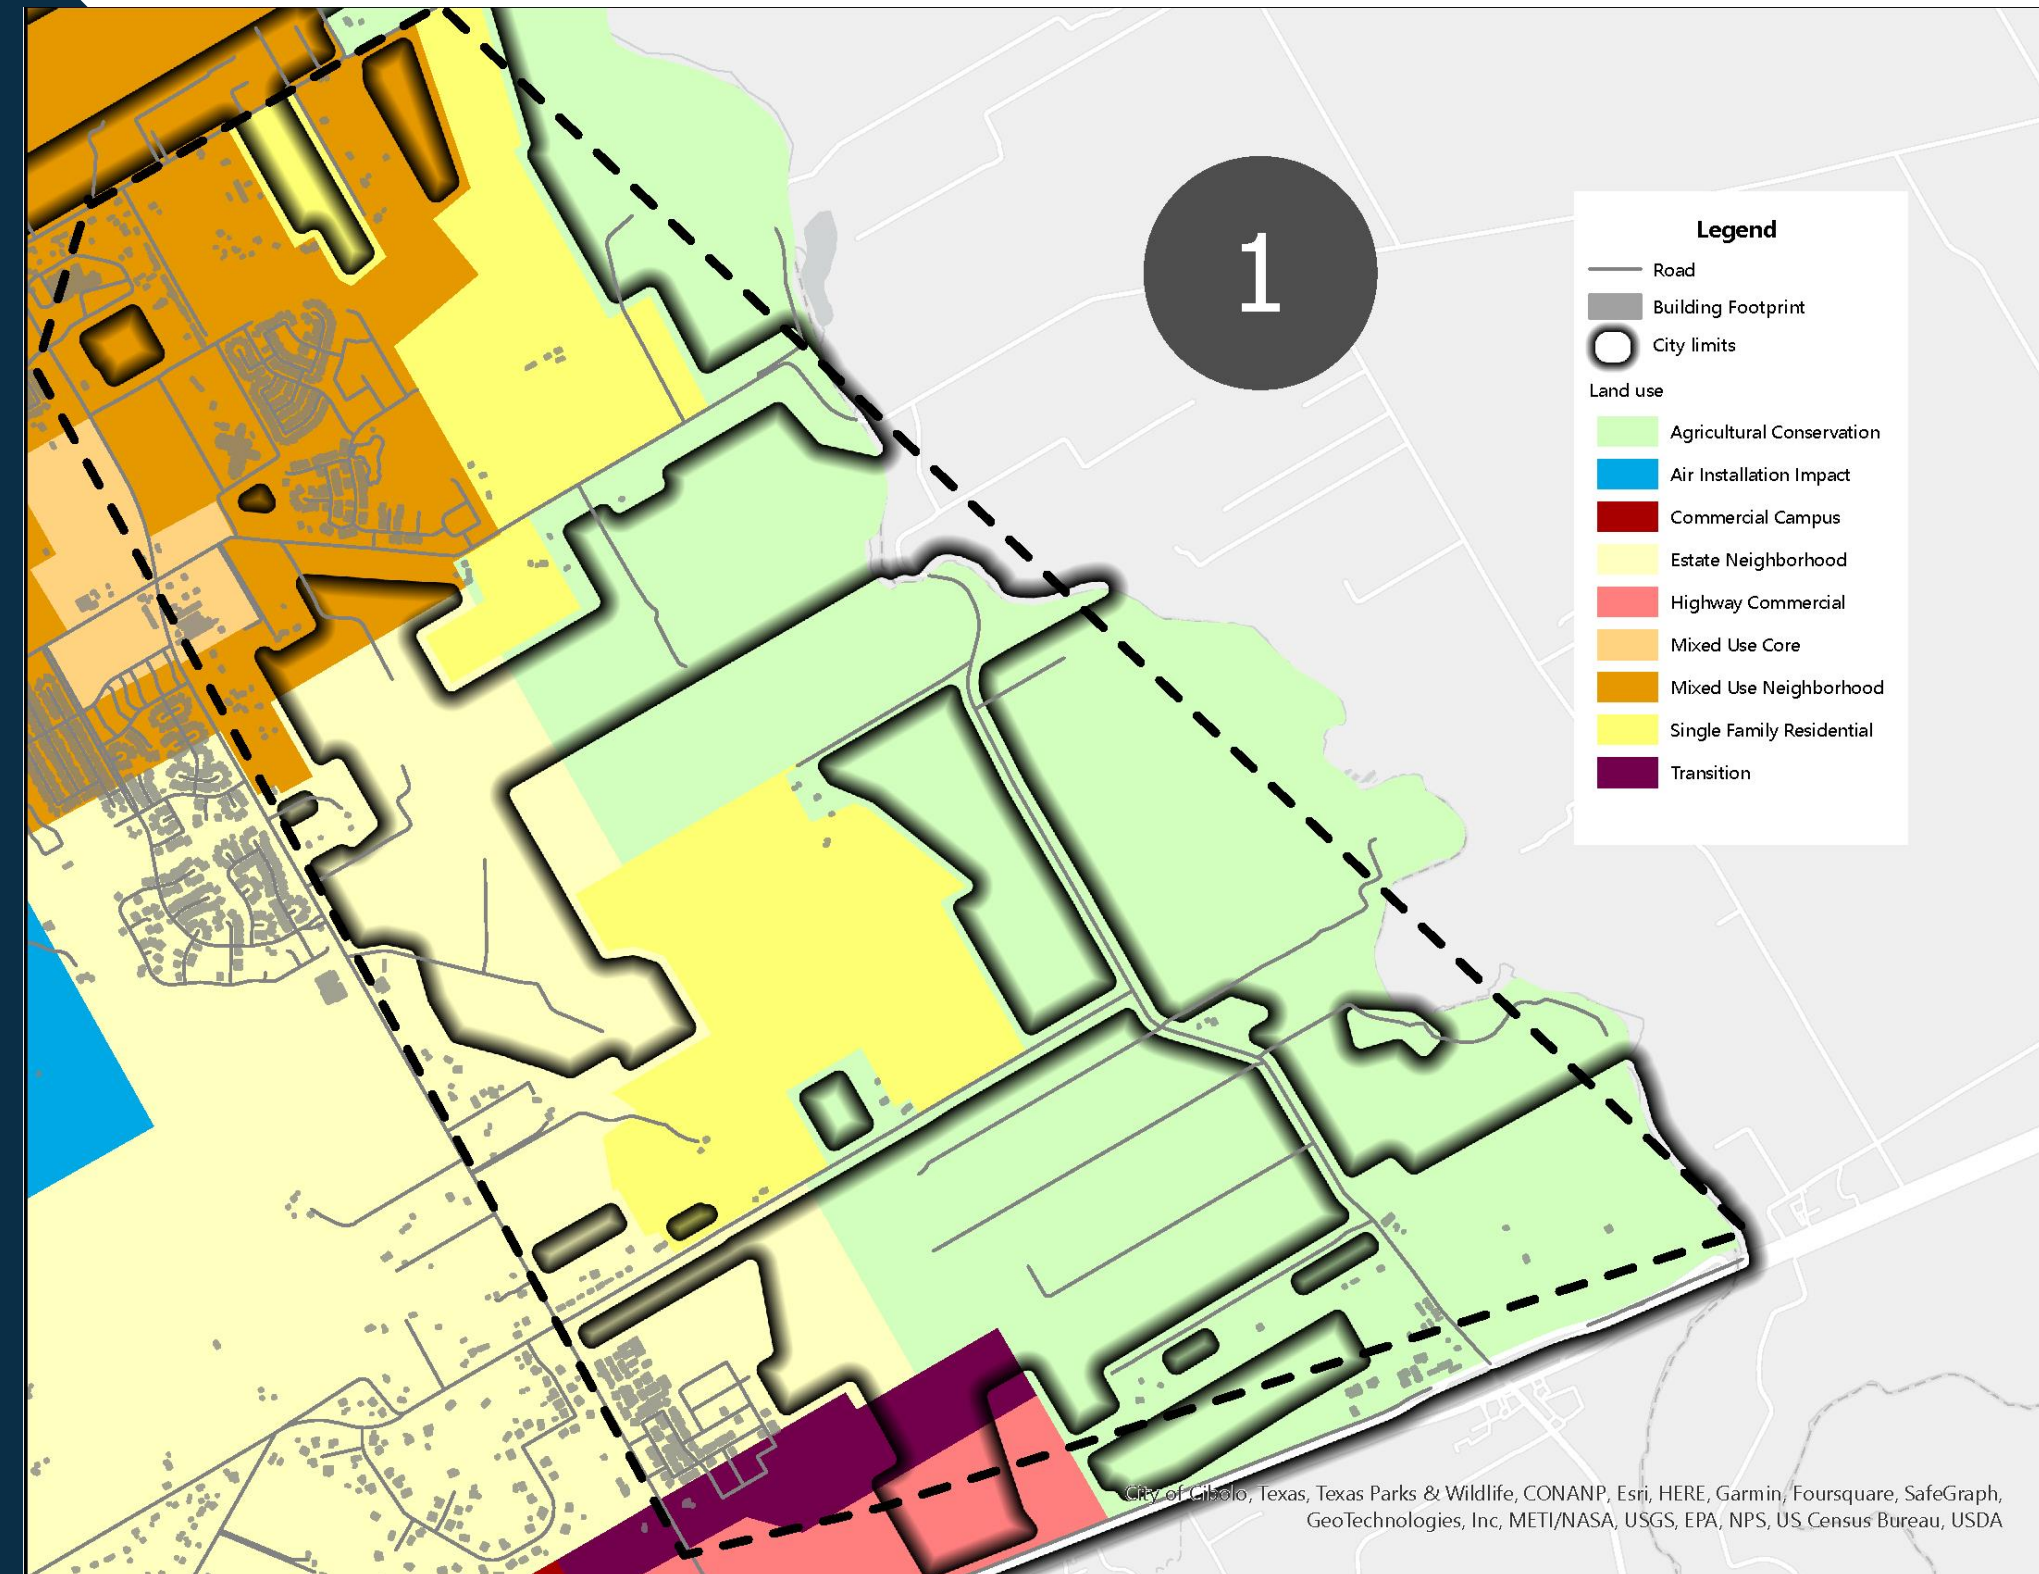 1
Legend
Road
Building Footprint
City limits
Land use
Agricultural Conservation
Air Installation Impact
Commercial Campus
Estate Neighborhood
Highway Commercial
Mixed Use Core
Mixed Use Neighborhood
Single Family Residential
Transition
City of Cibolo, Texas, Texas Parks & Wildlife, CONANP, Esri, HERE, Garmin, Foursquare, SafeGraph,
GeoTechnologies, Inc, METI/NASA, USGS, EPA, NPS, US Census Bureau, USDA